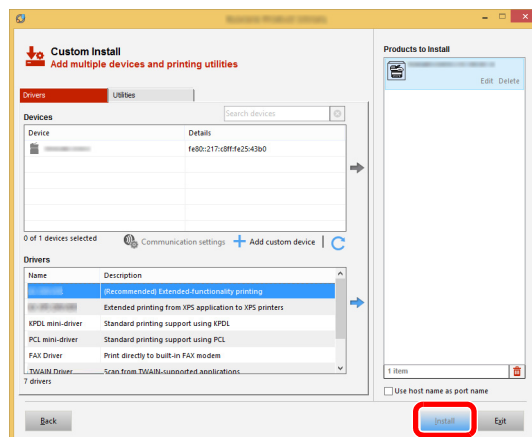 Custom Install
Add multiple devices and printing utilities
Products to Install
Edit Delete
Drivers
Utilities
Devices
Search devices
Device
Details
fe80::217:c8ff:fe25:43b0
0 of 1 devices selected
Communication settings
Add custom device
Drivers
Name
Description
(Recommended) Extended-functionality printing
Extended printing from XPS application to XPS printers
KPDL mini-driver
Standard printing support using KPDL
PCL mini-driver
Standard printing support using PCL
FAX Driver
Print directly to built-in FAX modem
TWAIN Driver
Scan from TWAIN-supported applications
7 drivers
1 item
Use host name as port name
Back
Install
Exit